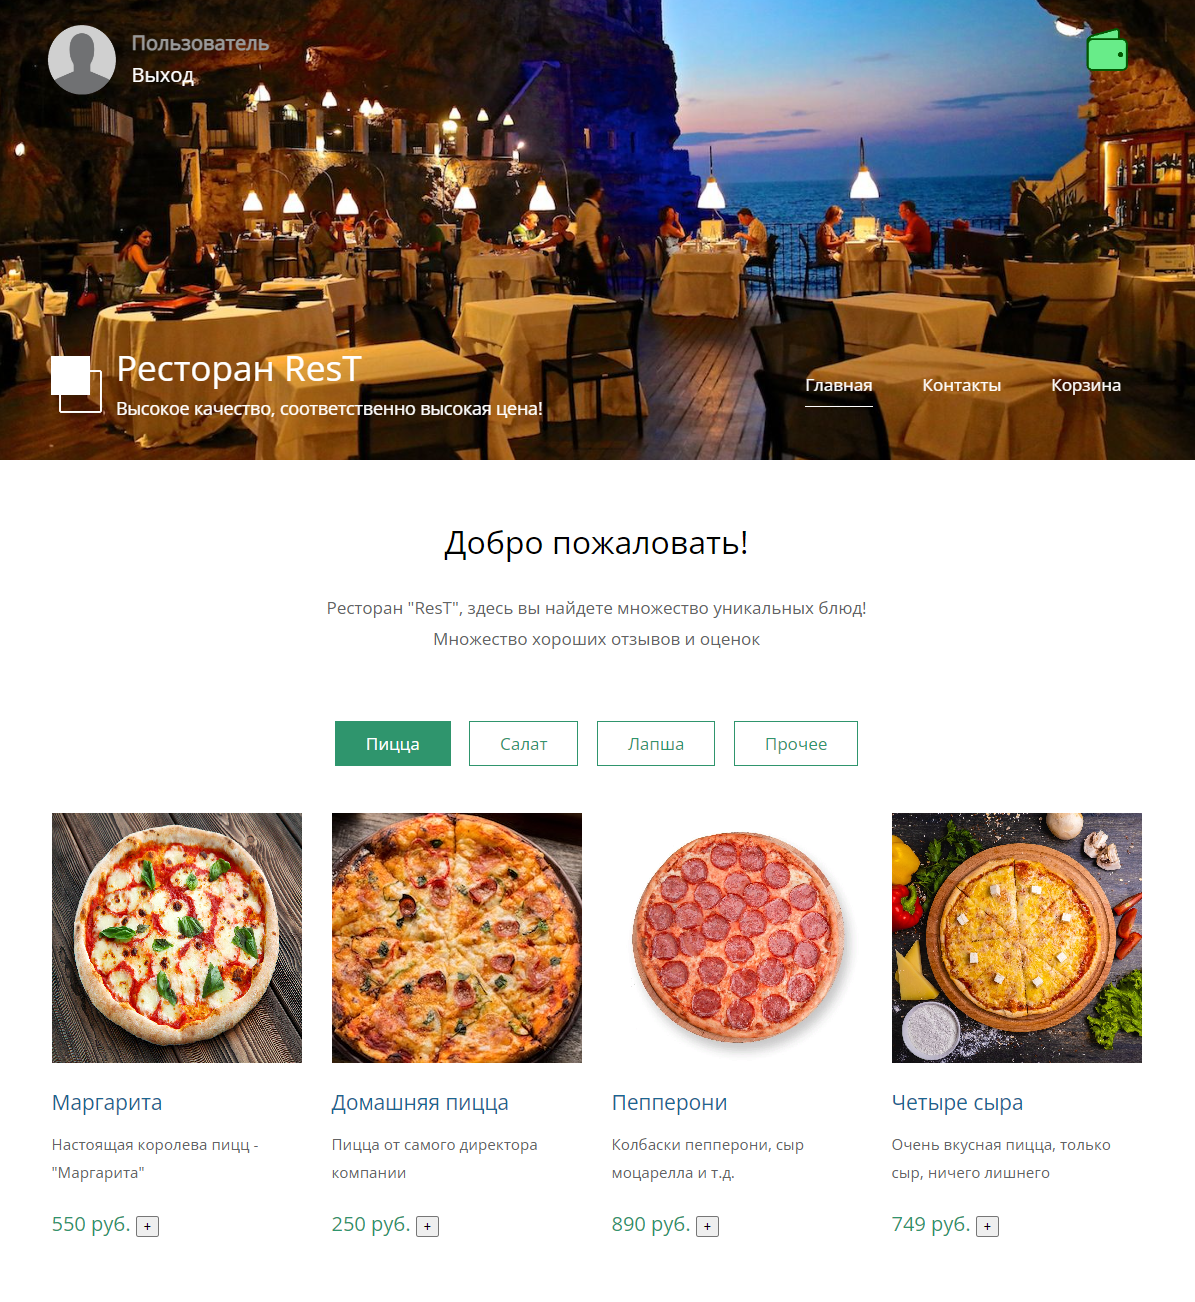 Пользователь
Выход
Ресторан ResT
Высокое качество, соответственно высокая цена!
Главная
Контакты
Корзина
Добро пожаловать!
Ресторан "ResT", здесь вы найдете множество уникальных блюд!
Множество хороших отзывов и оценок
Пицца
Салат
Лапша
Прочее
Маргарита
Настоящая королева пицц -
"Маргарита"
550 руб. +
Домашняя пицца
Пицца от самого директора
компании
250 руб. +
Пепперони
Колбаски пепперони, сыр
моцарелла и т.д.
890 руб. +
Четыре сыра
Очень вкусная пицца, только
сыр, ничего лишнего
749 руб. +